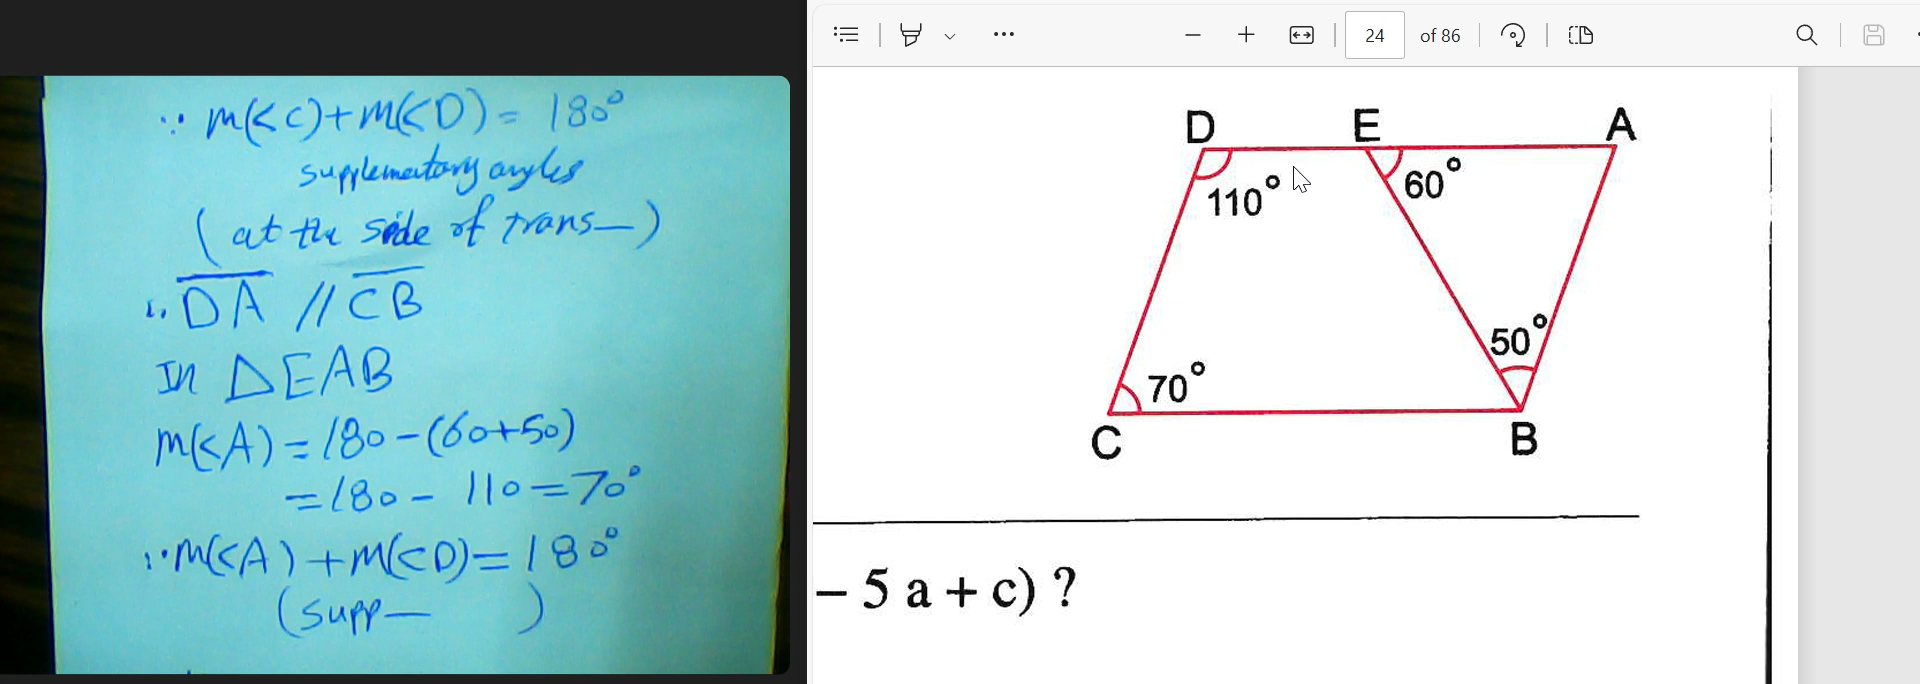 ∵ m(<C)+m(<D) = 180°
supplementary angles
( at the side of trans— )
∴ DA // CB
In △EAB
m(<A) = 180 - (60+50)
= 180 - 110 = 70°
∵ m(<A) + m(<D) = 180°
(supp— )
24 of 86
D E A
110° 60°
50°
70°
C B
– 5 a + c) ?